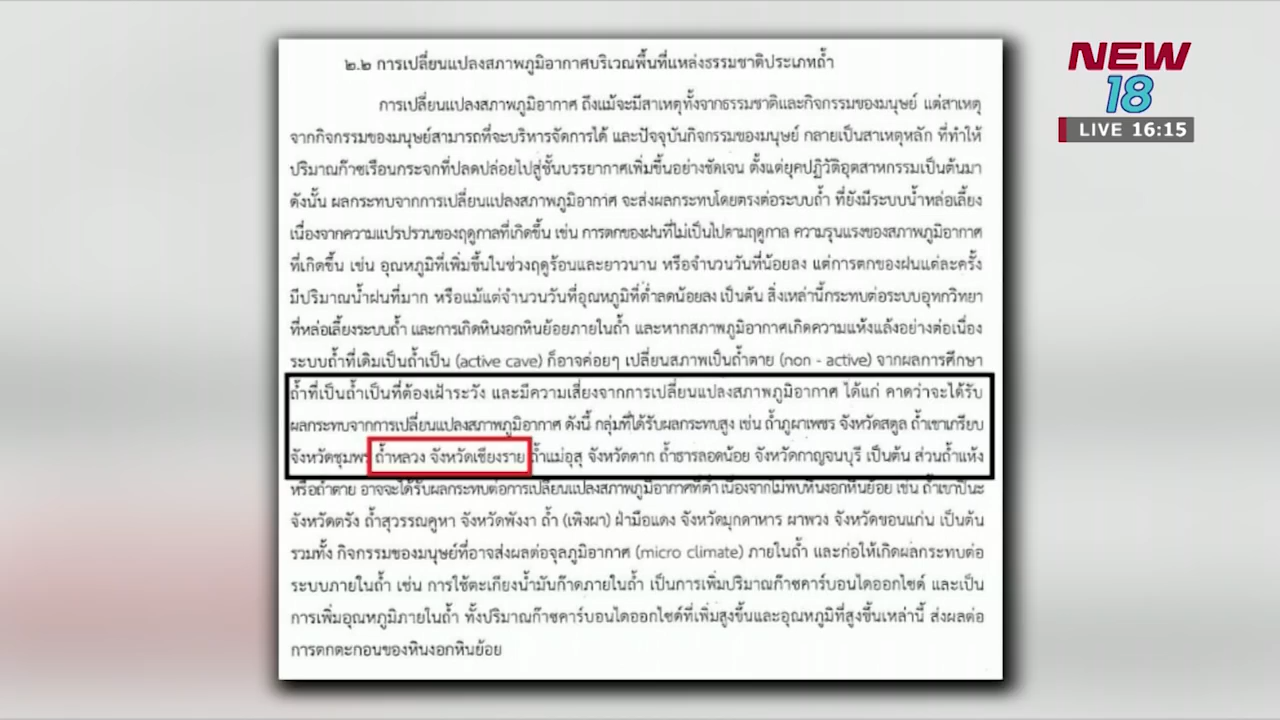 ๒.๒ การเปลี่ยนแปลงสภาพภูมิอากาศบริเวณพื้นที่แหล่งธรรมชาติประเภทถ้ำ
NEW
18
LIVE 16:15
การเปลี่ยนแปลงสภาพภูมิอากาศ ถึงแม้จะมีสาเหตุทั้งจากธรรมชาติและกิจกรรมของมนุษย์ แต่สาเหตุ
จากกิจกรรมของมนุษย์สามารถที่จะบริหารจัดการได้ และปัจจุบันกิจกรรมของมนุษย์ กลายเป็นสาเหตุหลัก ที่ทำให้
ปริมาณก๊าซเรือนกระจกที่ปลดปล่อยไปสู่ชั้นบรรยากาศเพิ่มขึ้นอย่างชัดเจน ตั้งแต่ยุคปฏิวัติอุตสาหกรรมเป็นต้นมา
ดังนั้น ผลกระทบจากการเปลี่ยนแปลงสภาพภูมิอากาศ จะส่งผลกระทบโดยตรงต่อระบบถ้ำ ที่ยังมีระบบน้ำหล่อเลี้ยง
เนื่องจากความแปรปรวนของฤดูกาลที่เกิดขึ้น เช่น การตกของฝนที่ไม่เป็นไปตามฤดูกาล ความรุนแรงของสภาพภูมิอากาศ
ที่เกิดขึ้น เช่น อุณหภูมิที่เพิ่มขึ้นในช่วงฤดูร้อนและยาวนาน หรือจำนวนวันที่น้อยลง แต่การตกของฝนแต่ละครั้ง
มีปริมาณน้ำฝนที่มาก หรือแม้แต่จำนวนวันที่อุณหภูมิที่ต่ำลดน้อยลง เป็นต้น สิ่งเหล่านี้กระทบต่อระบบอุทกวิทยา
ที่หล่อเลี้ยงระบบถ้ำ และการเกิดหินงอกหินย้อยภายในถ้ำ และหากสภาพภูมิอากาศเกิดความแห้งแล้งอย่างต่อเนื่อง
ระบบถ้ำที่เดิมเป็นถ้ำเป็น (active cave) ก็อาจค่อยๆ เปลี่ยนสภาพเป็นถ้ำตาย (non - active) จากผลการศึกษา
ถ้ำที่เป็นถ้ำเป็นที่ต้องเฝ้าระวัง และมีความเสี่ยงจากการเปลี่ยนแปลงสภาพภูมิอากาศ ได้แก่ คาดว่าจะได้รับ
ผลกระทบจากการเปลี่ยนแปลงสภาพภูมิอากาศ ดังนี้ กลุ่มที่ได้รับผลกระทบสูง เช่น ถ้ำภูผาเพชร จังหวัดสตูล ถ้ำเขาเกรียบ
จังหวัดชุมพร ถ้ำหลวง จังหวัดเชียงราย ถ้ำแม่อุสุ จังหวัดตาก ถ้ำธารลอดน้อย จังหวัดกาญจนบุรี เป็นต้น ส่วนถ้ำแห้ง
หรือถ้ำตาย อาจจะได้รับผลกระทบต่อการเปลี่ยนแปลงสภาพภูมิอากาศที่ต่ำ เนื่องจากไม่พบหินงอกหินย้อย เช่น ถ้ำเขาปินะ
จังหวัดตรัง ถ้ำสุวรรณคูหา จังหวัดพังงา ถ้ำ (เพิงผา) ฝ่ามือแดง จังหวัดมุกดาหาร ผาพวง จังหวัดขอนแก่น เป็นต้น
รวมทั้ง กิจกรรมของมนุษย์ที่อาจส่งผลต่อจุลภูมิอากาศ (micro climate) ภายในถ้ำ และก่อให้เกิดผลกระทบต่อ
ระบบภายในถ้ำ เช่น การใช้ตะเกียงน้ำมันก๊าดภายในถ้ำ เป็นการเพิ่มปริมาณก๊าซคาร์บอนไดออกไซด์ และเป็น
การเพิ่มอุณหภูมิภายในถ้ำ ทั้งปริมาณก๊าซคาร์บอนไดออกไซด์ที่เพิ่มสูงขึ้นและอุณหภูมิที่สูงขึ้นเหล่านี้ ส่งผลต่อ
การตกตะกอนของหินงอกหินย้อย